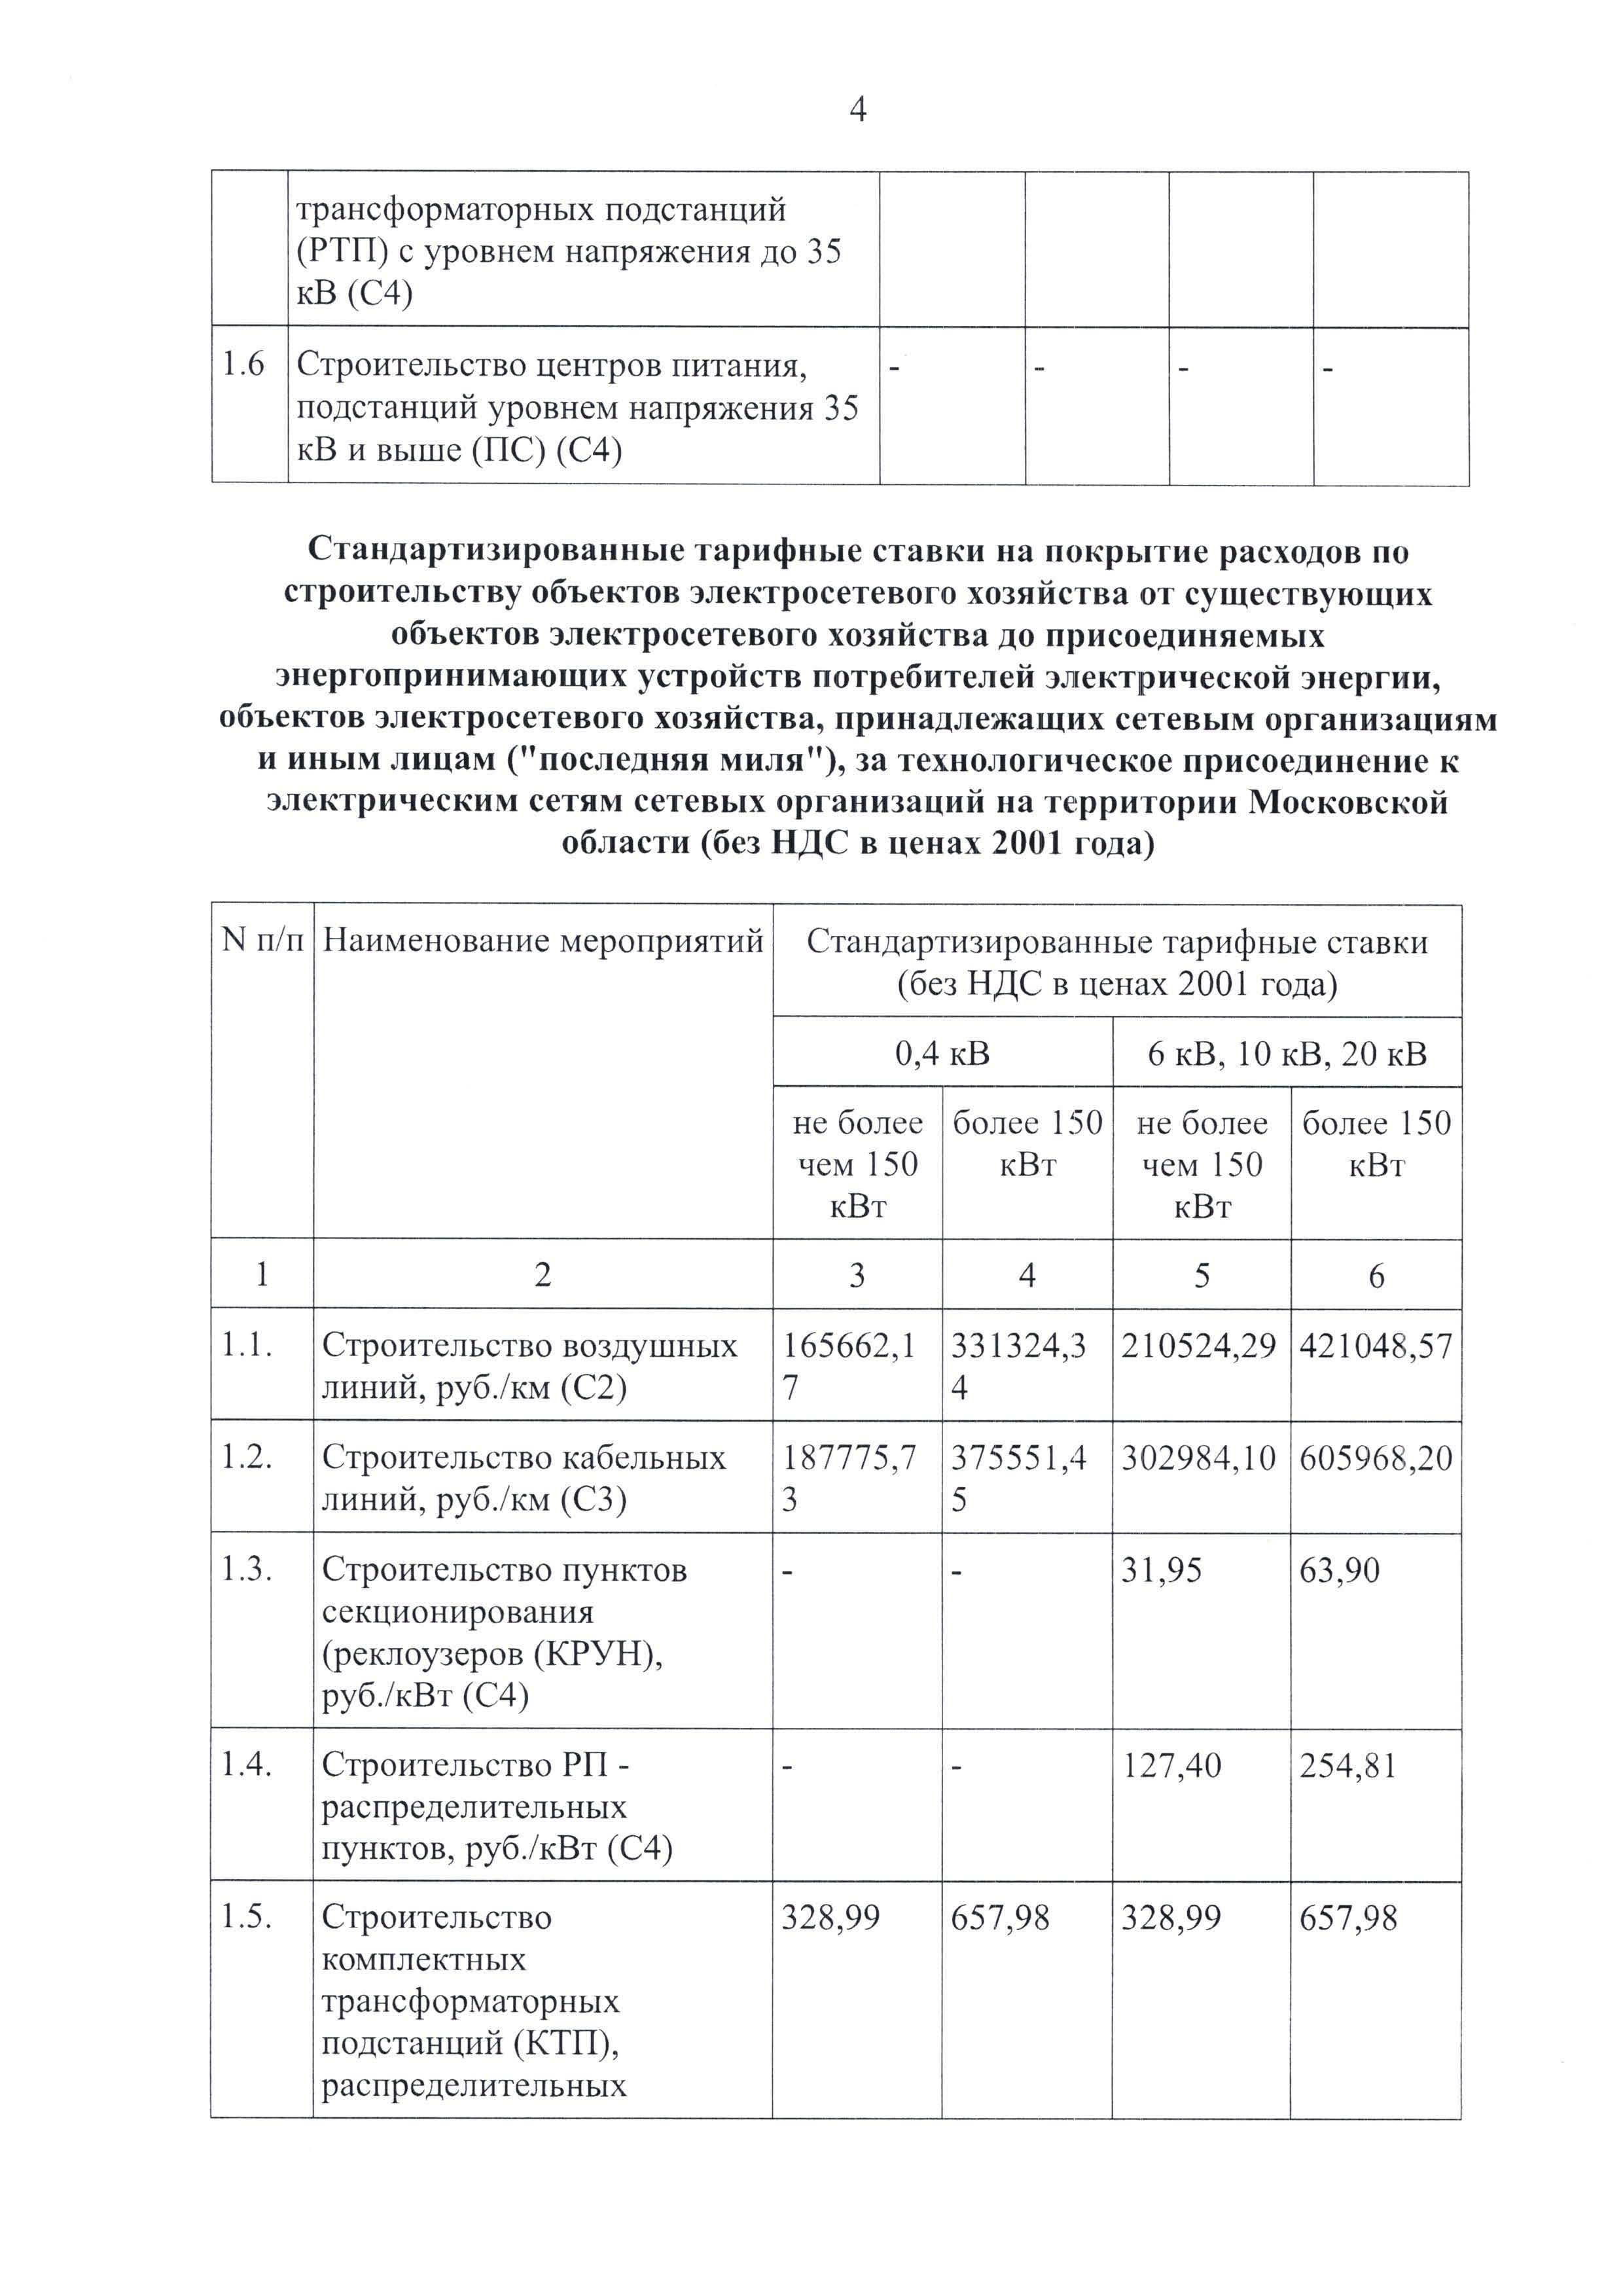 4
трансформаторных подстанций
(РТП) с уровнем напряжения до 35
кВ (С4)
1.6 Строительство центров питания, - - - -
подстанций уровнем напряжения 35
кВ и выше (ПС) (С4)
Стандартизированные тарифные ставки на покрытие расходов по
строительству объектов электросетевого хозяйства от существующих
объектов электросетевого хозяйства до присоединяемых
энергопринимающих устройств потребителей электрической энергии,
объектов электросетевого хозяйства, принадлежащих сетевым организациям
и иным лицам ("последняя миля"), за технологическое присоединение к
электрическим сетям сетевых организаций на территории Московской
области (без НДС в ценах 2001 года)
N п/п Наименование мероприятий Стандартизированные тарифные ставки
(без НДС в ценах 2001 года)
0,4 кВ 6 кВ, 10 кВ, 20 кВ
не более более 150 не более более 150
чем 150 кВт чем 150 кВт
кВт кВт
1 2 3 4 5 6
1.1. Строительство воздушных 165662,1 331324,3 210524,29 421048,57
линий, руб./км (С2) 7 4
1.2. Строительство кабельных 187775,7 375551,4 302984,10 605968,20
линий, руб./км (С3) 3 5
1.3. Строительство пунктов - - 31,95 63,90
секционирования
(реклоузеров (КРУН),
руб./кВт (С4)
1.4. Строительство РП - - - 127,40 254,81
распределительных
пунктов, руб./кВт (С4)
1.5. Строительство 328,99 657,98 328,99 657,98
комплектных
трансформаторных
подстанций (КТП),
распределительных